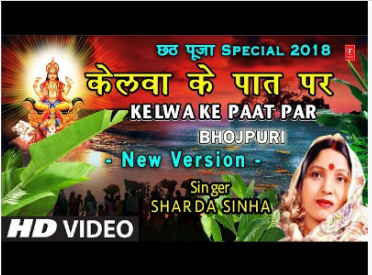 छठ पूजा SPECIAL 2018
केलवा के पात पर
KELWA KE PAAT PAR
BHOJPURI
- New Version -
Singer
SHARDA SINHA
HD VIDEO